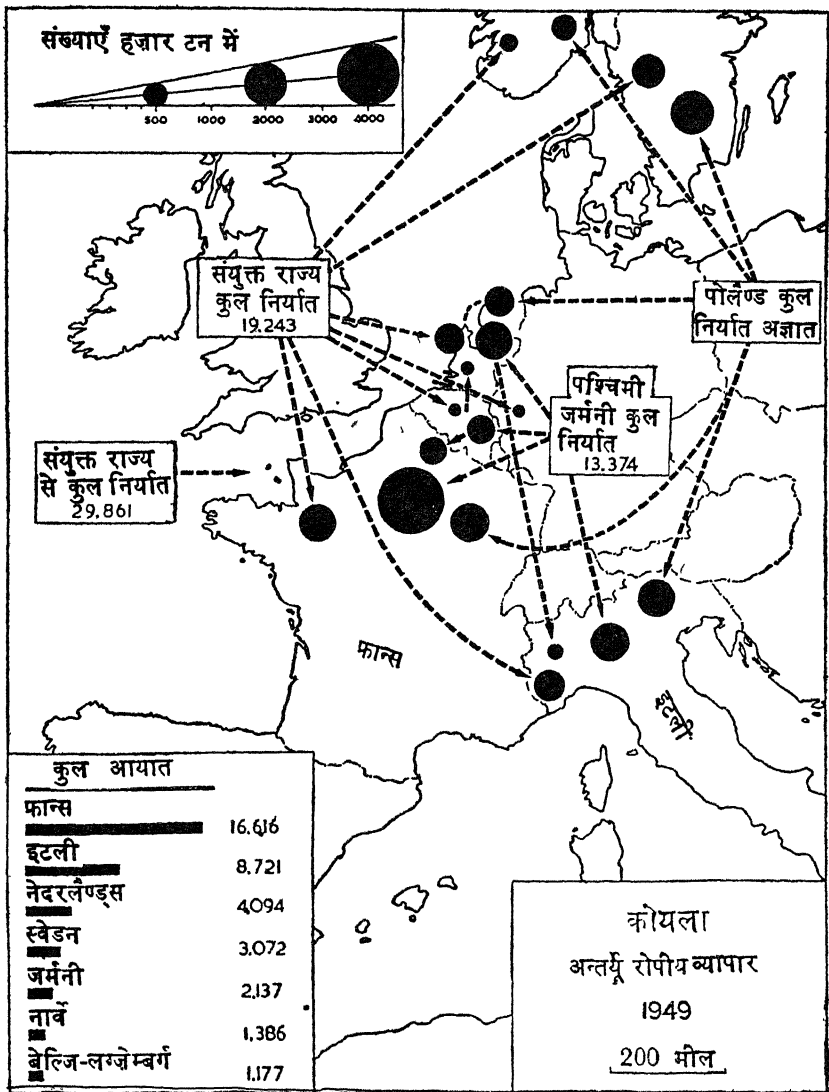 संख्याएँ हज़ार टन में
500 1000 2000 3000 4000
संयुक्त राज्य
कुल निर्यात
19.243
पोलैण्ड कुल
निर्यात अज्ञात
पश्चिमी
जर्मनी कुल
निर्यात
13.374
संयुक्त राज्य
से कुल निर्यात
29.861
फान्स
इटली
कुल आयात
फान्स
16.616
इटली
8.721
नेदरलैण्ड्स
4,094
स्वेडन
3.072
जर्मनी
2,137
नार्वे
1,386
बेल्जि-लग्ज़ेम्बर्ग
1.177
कोयला
अन्तर्यू रोपीय व्यापार
1949
200 मील